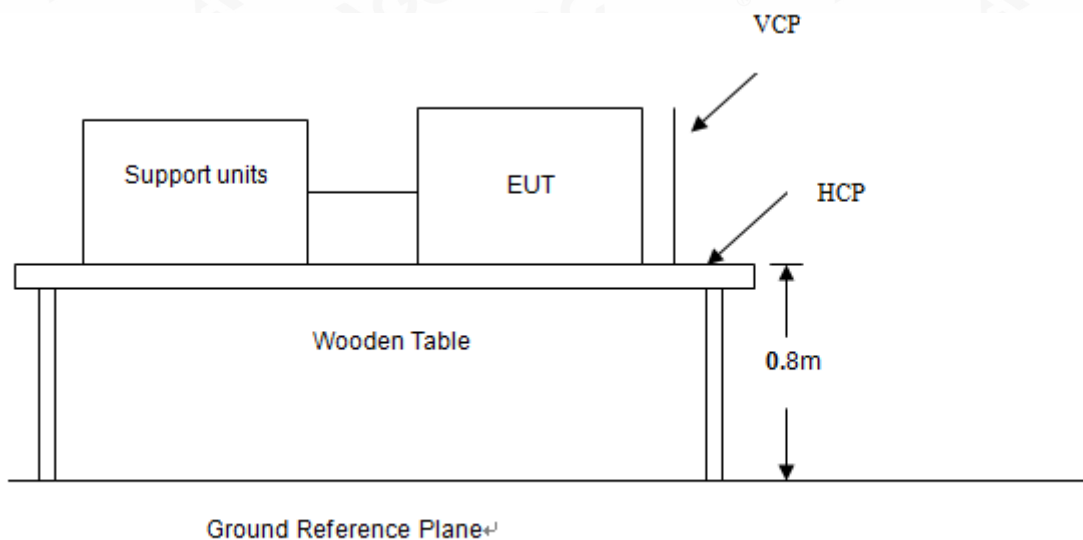 VCP
Support units
EUT
HCP
Wooden Table
0.8m
Ground Reference Plane↵